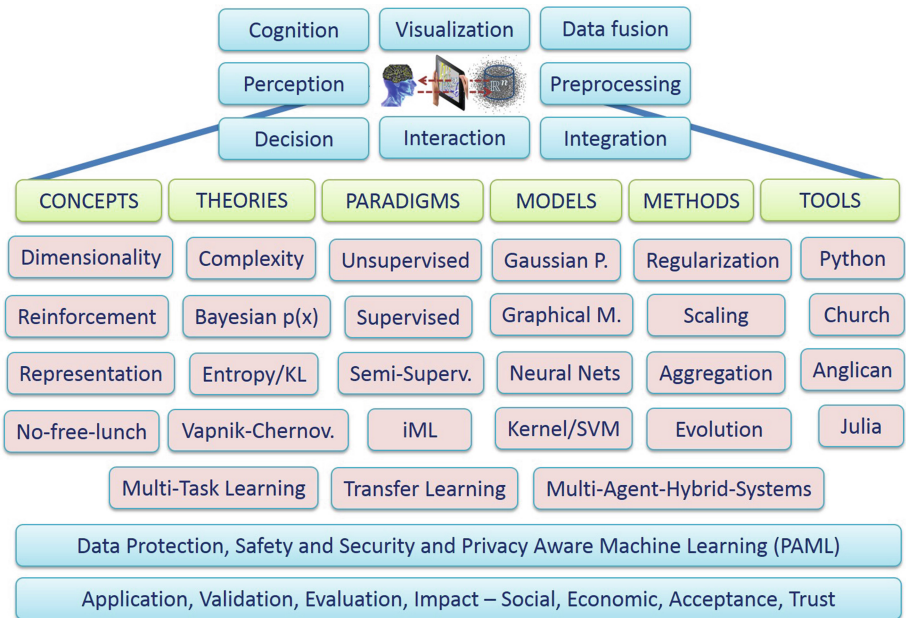 Cognition
Visualization
Data fusion
Perception
ℝⁿ
Preprocessing
Decision
Interaction
Integration
CONCEPTS
THEORIES
PARADIGMS
MODELS
METHODS
TOOLS
Dimensionality
Complexity
Unsupervised
Gaussian P.
Regularization
Python
Reinforcement
Bayesian p(x)
Supervised
Graphical M.
Scaling
Church
Representation
Entropy/KL
Semi-Superv.
Neural Nets
Aggregation
Anglican
No-free-lunch
Vapnik-Chernov.
iML
Kernel/SVM
Evolution
Julia
Multi-Task Learning
Transfer Learning
Multi-Agent-Hybrid-Systems
Data Protection, Safety and Security and Privacy Aware Machine Learning (PAML)
Application, Validation, Evaluation, Impact – Social, Economic, Acceptance, Trust